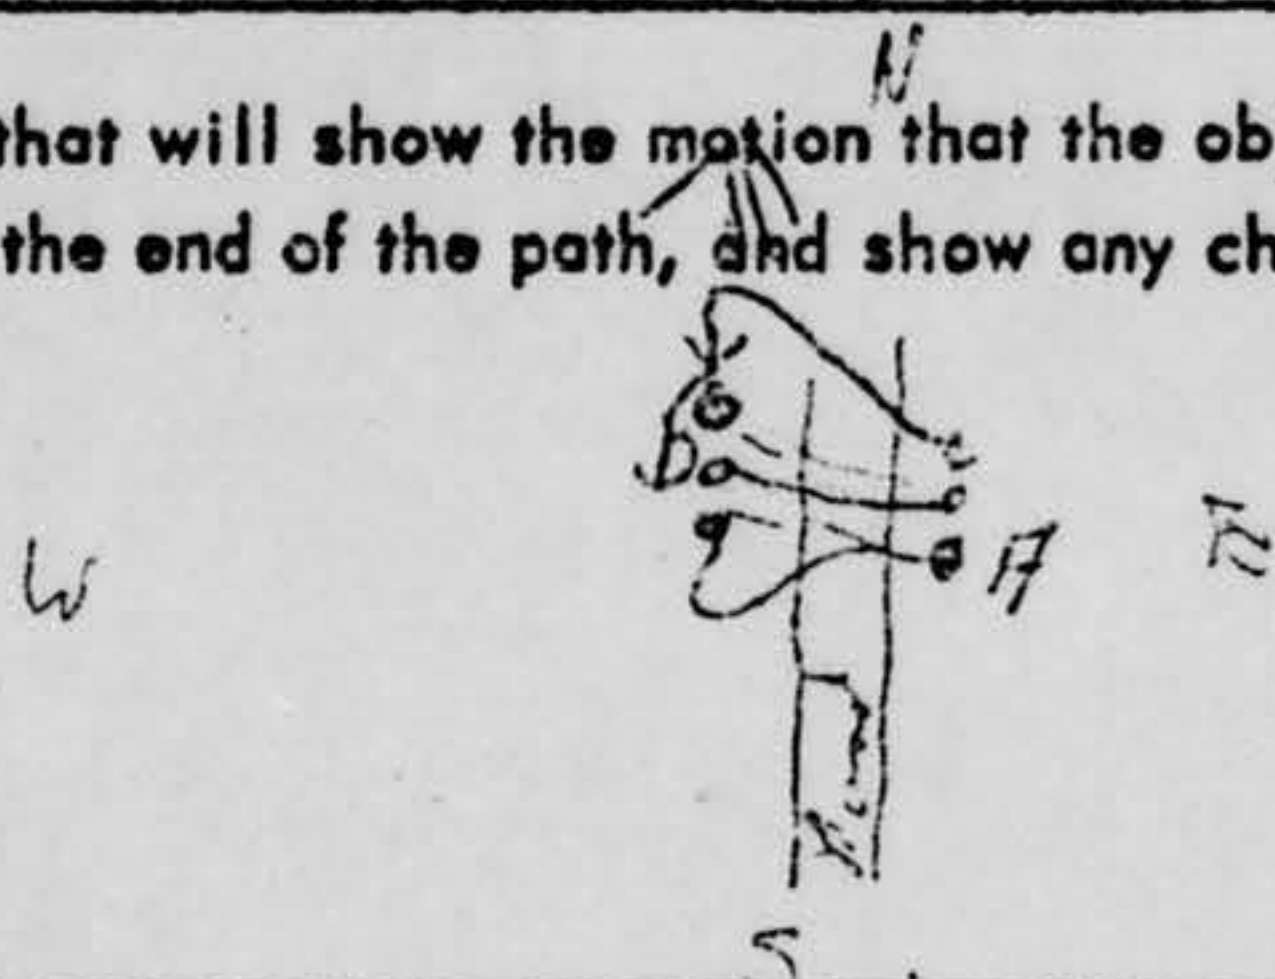 N
that will show the motion that the ob
the end of the path, and show any ch
D
A
W
S